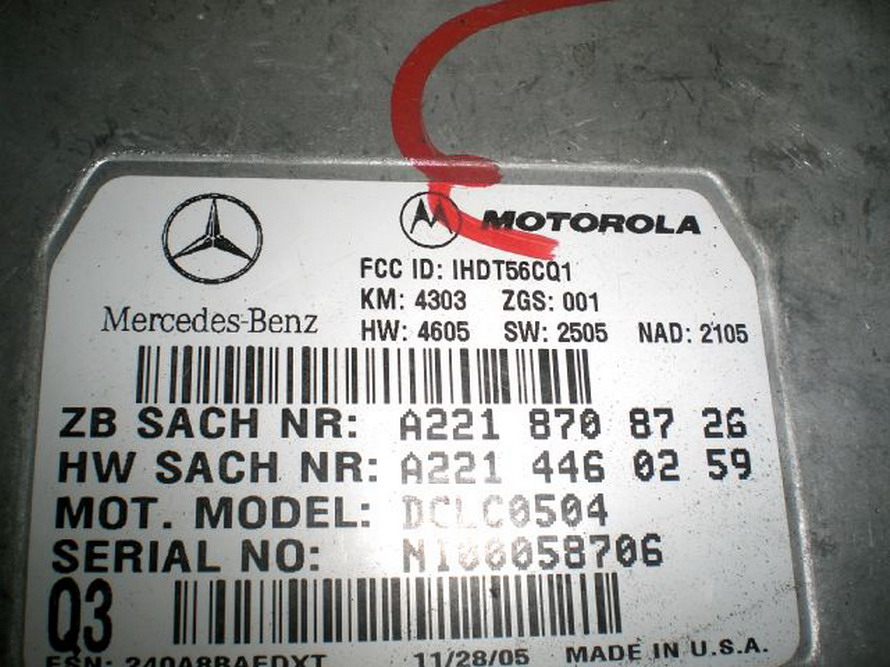 MOTOROLA
Mercedes-Benz
FCC ID: IHDT56CQ1
KM: 4303 ZGS: 001
HW: 4605 SW: 2505 NAD: 2105
ZB SACH NR: A221 870 87 26
HW SACH NR: A221 446 02 59
MOT. MODEL: DCLC0504
SERIAL NO: M100058706
Q3
ESN: 240A8BAEDXT 11/28/05 MADE IN U.S.A.